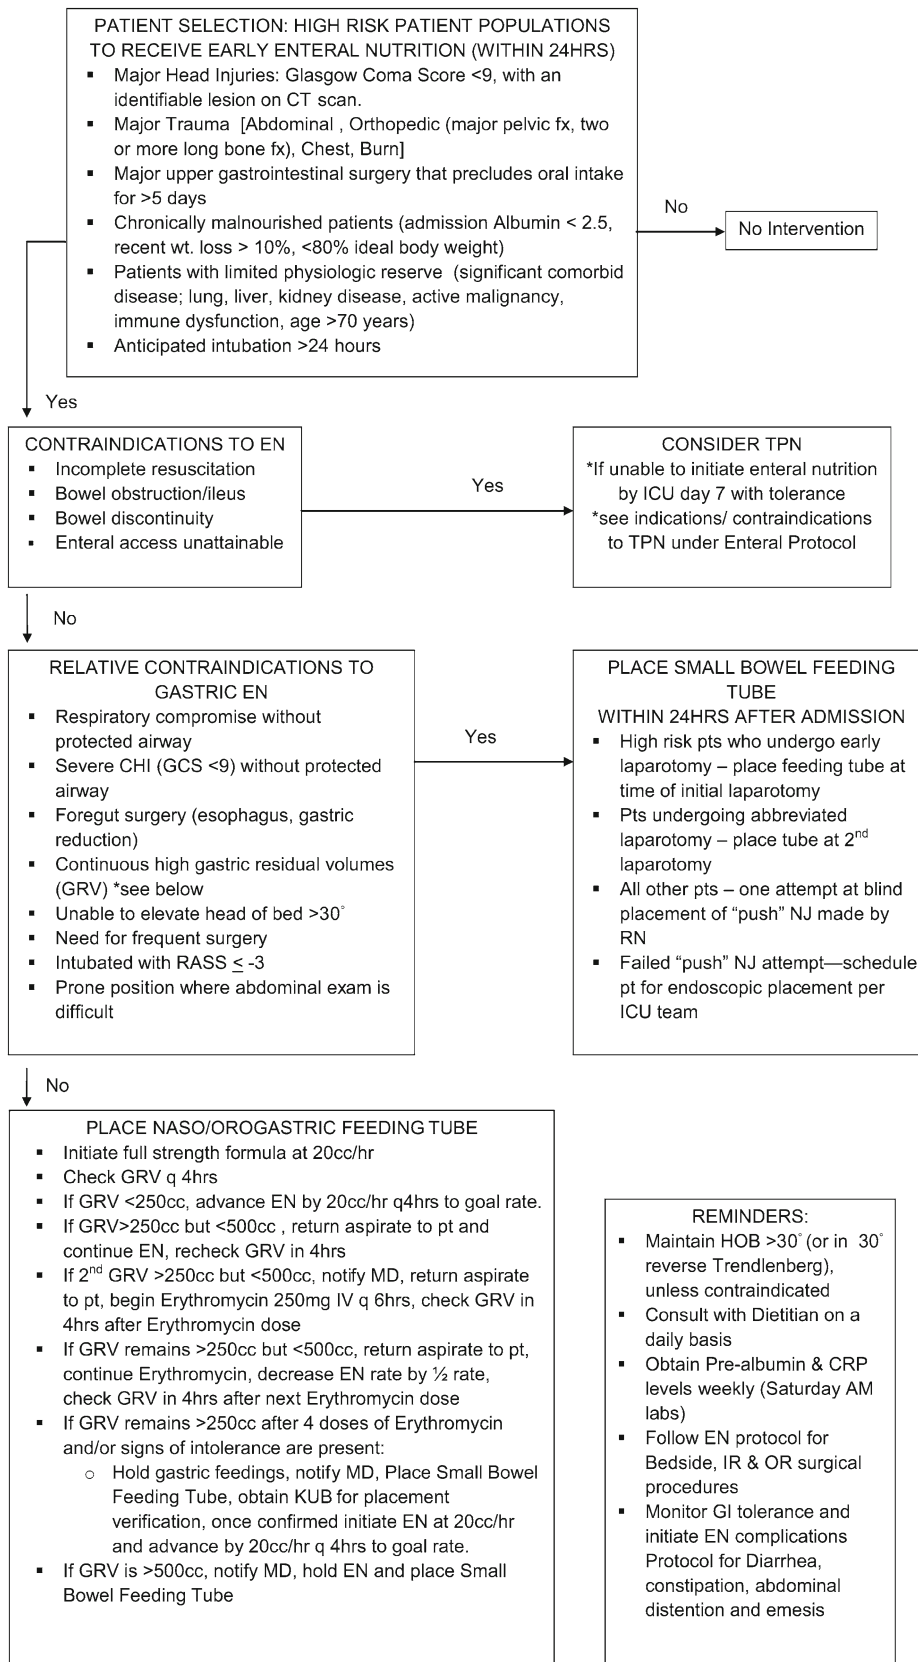 PATIENT SELECTION: HIGH RISK PATIENT POPULATIONS
TO RECEIVE EARLY ENTERAL NUTRITION (WITHIN 24HRS)
▪ Major Head Injuries: Glasgow Coma Score <9, with an
identifiable lesion on CT scan.
▪ Major Trauma [Abdominal , Orthopedic (major pelvic fx, two
or more long bone fx), Chest, Burn]
▪ Major upper gastrointestinal surgery that precludes oral intake
for >5 days
▪ Chronically malnourished patients (admission Albumin < 2.5,
recent wt. loss > 10%, <80% ideal body weight)
▪ Patients with limited physiologic reserve (significant comorbid
disease; lung, liver, kidney disease, active malignancy,
immune dysfunction, age >70 years)
▪ Anticipated intubation >24 hours
No
No Intervention
Yes
CONTRAINDICATIONS TO EN
▪ Incomplete resuscitation
▪ Bowel obstruction/ileus
▪ Bowel discontinuity
▪ Enteral access unattainable
Yes
CONSIDER TPN
*If unable to initiate enteral nutrition
by ICU day 7 with tolerance
*see indications/ contraindications
to TPN under Enteral Protocol
No
RELATIVE CONTRAINDICATIONS TO
GASTRIC EN
▪ Respiratory compromise without
protected airway
▪ Severe CHI (GCS <9) without protected
airway
▪ Foregut surgery (esophagus, gastric
reduction)
▪ Continuous high gastric residual volumes
(GRV) *see below
▪ Unable to elevate head of bed >30°
▪ Need for frequent surgery
▪ Intubated with RASS ≤ -3
▪ Prone position where abdominal exam is
difficult
Yes
PLACE SMALL BOWEL FEEDING
TUBE
WITHIN 24HRS AFTER ADMISSION
▪ High risk pts who undergo early
laparotomy – place feeding tube at
time of initial laparotomy
▪ Pts undergoing abbreviated
laparotomy – place tube at 2nd
laparotomy
▪ All other pts – one attempt at blind
placement of “push” NJ made by
RN
▪ Failed “push” NJ attempt—schedule
pt for endoscopic placement per
ICU team
No
PLACE NASO/OROGASTRIC FEEDING TUBE
▪ Initiate full strength formula at 20cc/hr
▪ Check GRV q 4hrs
▪ If GRV <250cc, advance EN by 20cc/hr q4hrs to goal rate.
▪ If GRV>250cc but <500cc , return aspirate to pt and
continue EN, recheck GRV in 4hrs
▪ If 2nd GRV >250cc but <500cc, notify MD, return aspirate
to pt, begin Erythromycin 250mg IV q 6hrs, check GRV in
4hrs after Erythromycin dose
▪ If GRV remains >250cc but <500cc, return aspirate to pt,
continue Erythromycin, decrease EN rate by ½ rate,
check GRV in 4hrs after next Erythromycin dose
▪ If GRV remains >250cc after 4 doses of Erythromycin
and/or signs of intolerance are present:
○ Hold gastric feedings, notify MD, Place Small Bowel
Feeding Tube, obtain KUB for placement
verification, once confirmed initiate EN at 20cc/hr
and advance by 20cc/hr q 4hrs to goal rate.
▪ If GRV is >500cc, notify MD, hold EN and place Small
Bowel Feeding Tube
REMINDERS:
▪ Maintain HOB >30° (or in 30°
reverse Trendlenberg),
unless contraindicated
▪ Consult with Dietitian on a
daily basis
▪ Obtain Pre-albumin & CRP
levels weekly (Saturday AM
labs)
▪ Follow EN protocol for
Bedside, IR & OR surgical
procedures
▪ Monitor GI tolerance and
initiate EN complications
Protocol for Diarrhea,
constipation, abdominal
distention and emesis